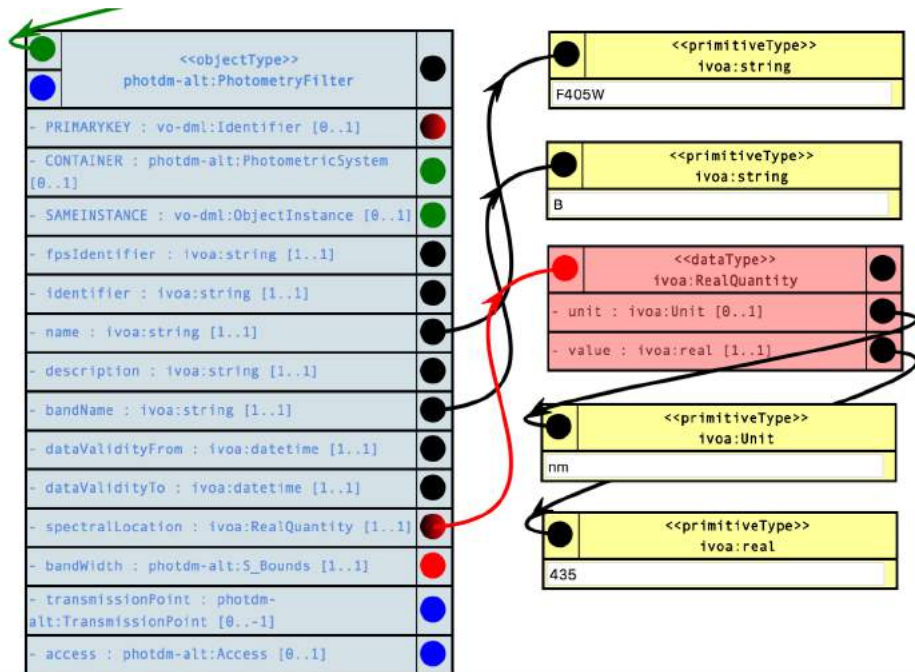 <<objectType>>
photdm-alt:PhotometryFilter
- PRIMARYKEY : vo-dml:Identifier [0..1]
- CONTAINER : photdm-alt:PhotometricSystem
[0..1]
- SAMEINSTANCE : vo-dml:ObjectInstance [0..1]
- fpsIdentifier : ivoa:string [1..1]
- identifier : ivoa:string [1..1]
- name : ivoa:string [1..1]
- description : ivoa:string [1..1]
- bandName : ivoa:string [1..1]
- dataValidityFrom : ivoa:datetime [1..1]
- dataValidityTo : ivoa:datetime [1..1]
- spectralLocation : ivoa:RealQuantity [1..1]
- bandWidth : photdm-alt:S_Bounds [1..1]
- transmissionPoint : photdm-
alt:TransmissionPoint [0..-1]
- access : photdm-alt:Access [0..1]
<<primitiveType>>
ivoa:string
F405W
<<primitiveType>>
ivoa:string
B
<<dataType>>
ivoa:RealQuantity
- unit : ivoa:Unit [0..1]
- value : ivoa:real [1..1]
<<primitiveType>>
ivoa:Unit
nm
<<primitiveType>>
ivoa:real
435